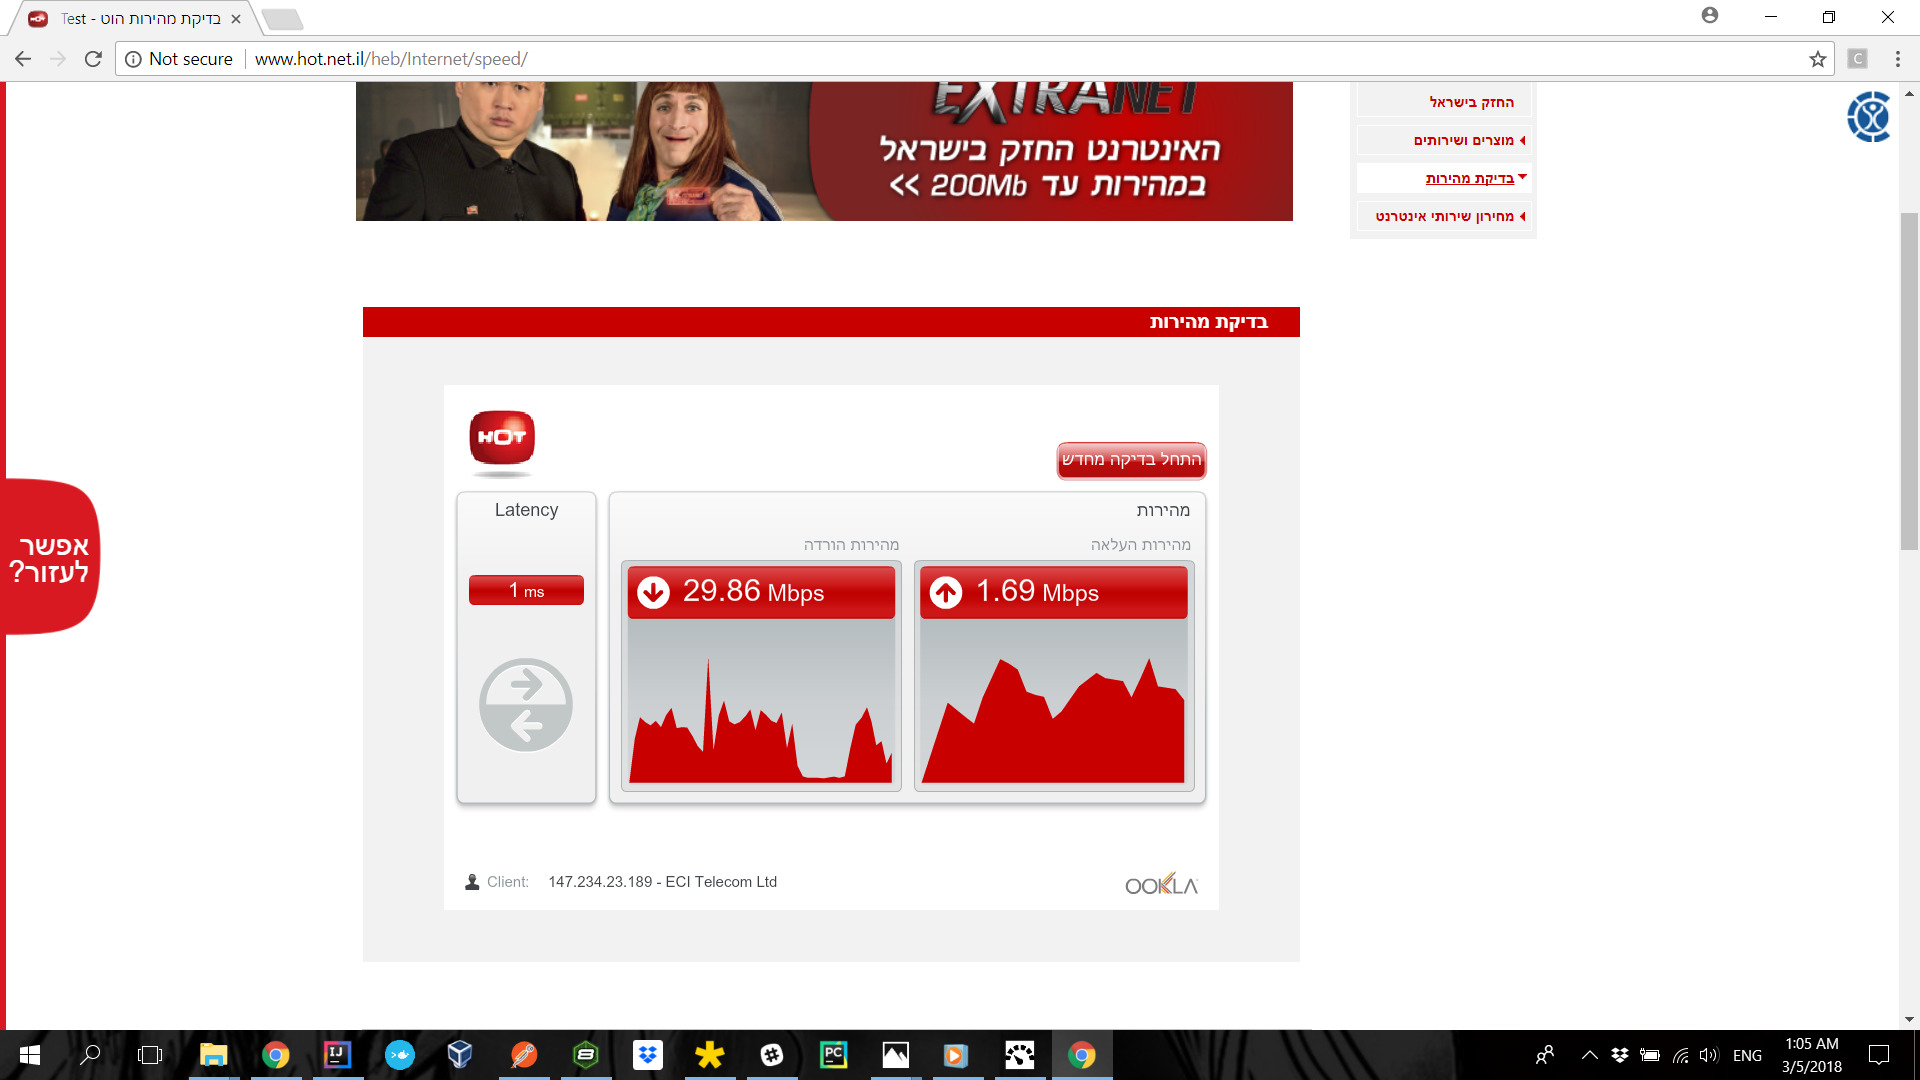 Test - בדיקת מהירות הוט
Not secure
www.hot.net.il/heb/Internet/speed/
EXTRANET
האינטרנט החזק בישראל
במהירות עד 200Mb >>
החזק בישראל
מוצרים ושירותים
בדיקת מהירות
מחירון שירותי אינטרנט
בדיקת מהירות
HOT
התחל בדיקה מחדש
Latency
מהירות
מהירות הורדה
מהירות העלאה
1 ms
29.86 Mbps
1.69 Mbps
אפשר
לעזור?
Client: 147.234.23.189 - ECI Telecom Ltd
OOKLA
ENG
1:05 AM
3/5/2018